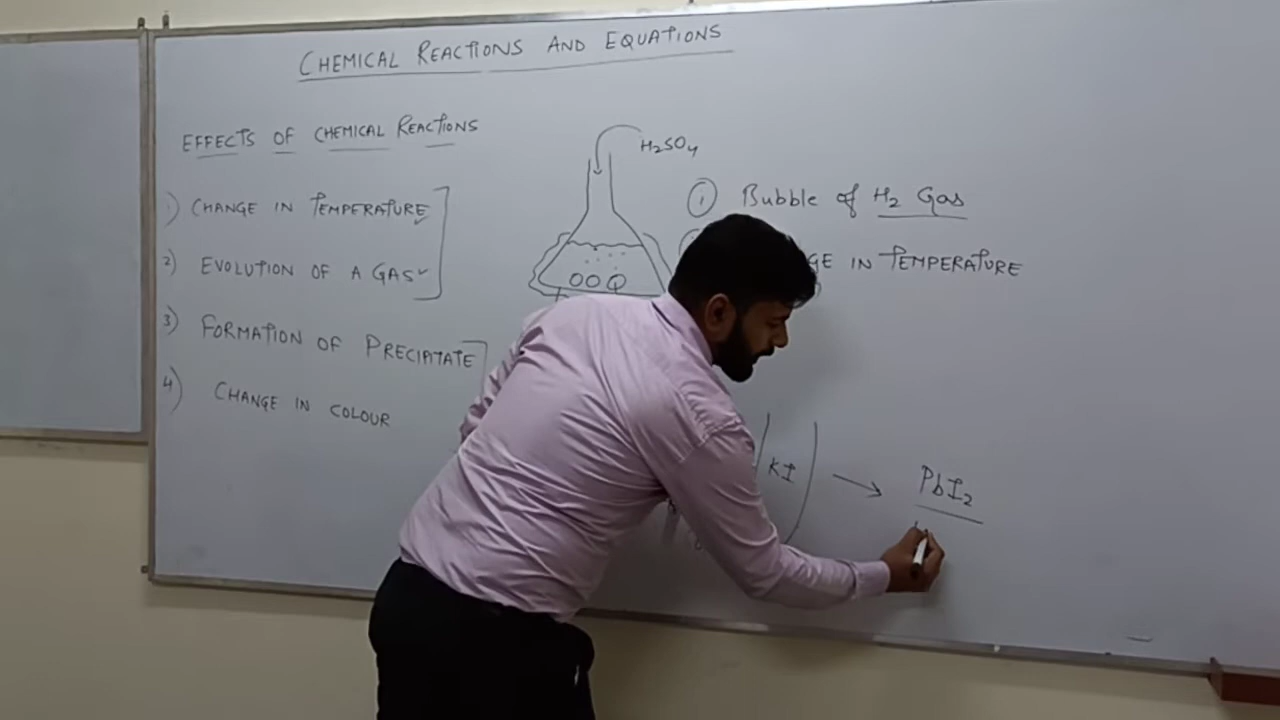 CHEMICAL REACTIONS AND EQUATIONS
EFFECTS OF CHEMICAL REACTIONS
1) CHANGE IN TEMPERATURE
2) EVOLUTION OF A GAS
3) FORMATION OF PRECIPITATE
4) CHANGE IN COLOUR
H₂SO₄
① Bubble of H₂ Gas
GE IN TEMPERATURE
KI → PbI₂